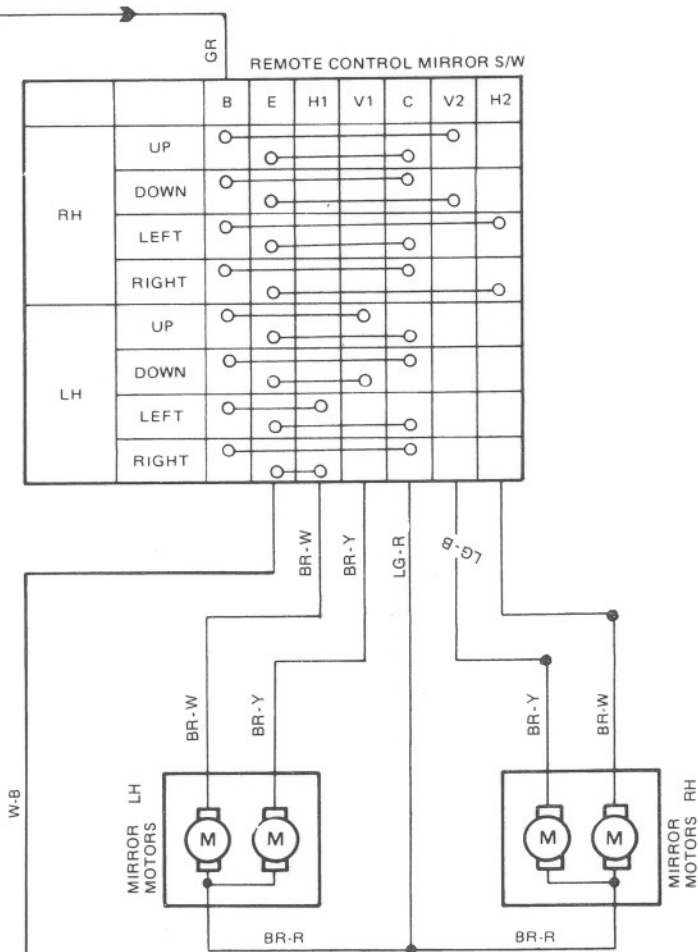 GR
REMOTE CONTROL MIRROR S/W
B E H1 V1 C V2 H2
RH
UP
DOWN
LEFT
RIGHT
LH
UP
DOWN
LEFT
RIGHT
BR-W
BR-Y
LG-R
LG-B
BR-W
BR-Y
BR-Y
BR-W
W-B
MIRROR LH
MOTORS
M M
M M
MIRROR RH
MOTORS
BR-R
BR-R